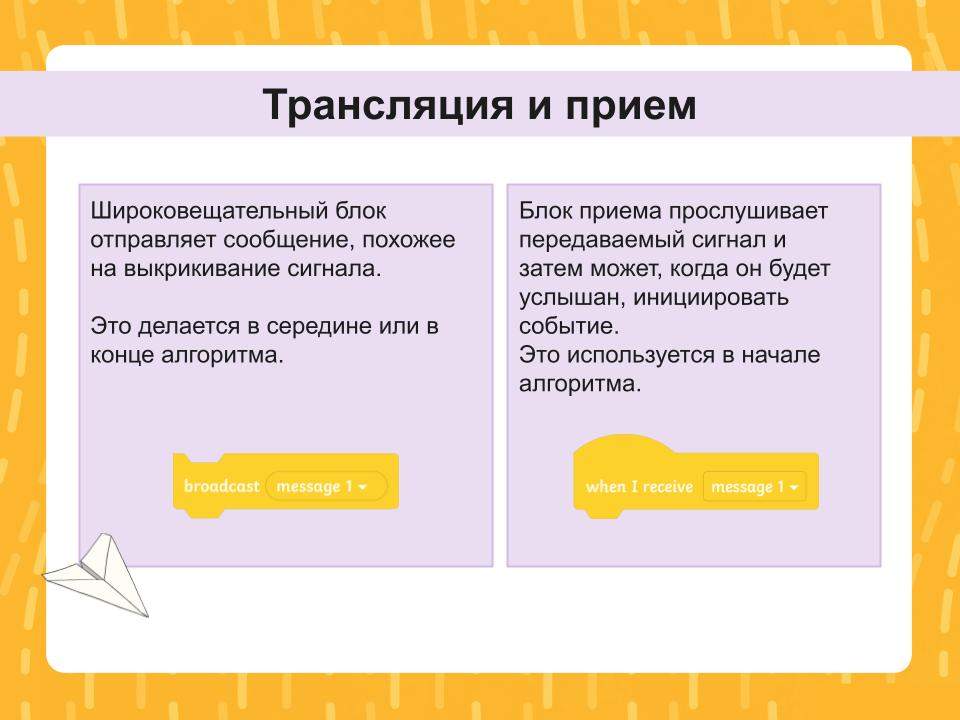 Трансляция и прием
Широковещательный блок
отправляет сообщение, похожее
на выкрикивание сигнала.
Это делается в середине или в
конце алгоритма.
broadcast message 1
Блок приема прослушивает
передаваемый сигнал и
затем может, когда он будет
услышан, инициировать
событие.
Это используется в начале
алгоритма.
when I receive message 1